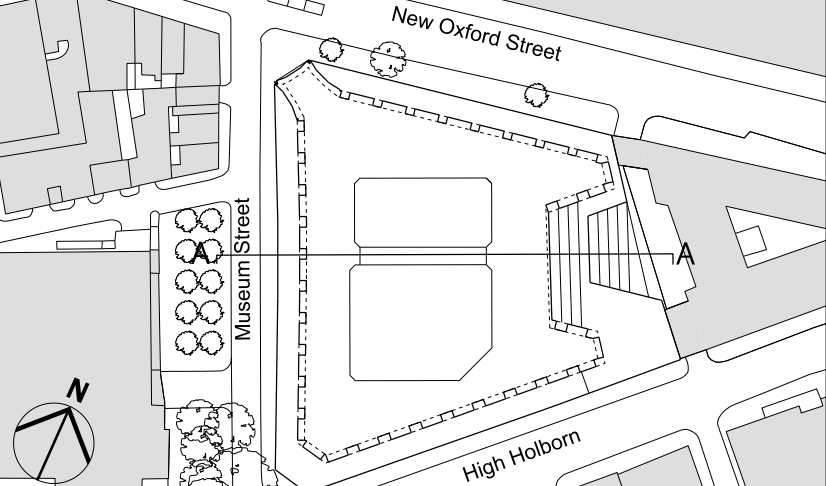 New Oxford Street
Museum Street
A
A
High Holborn
N